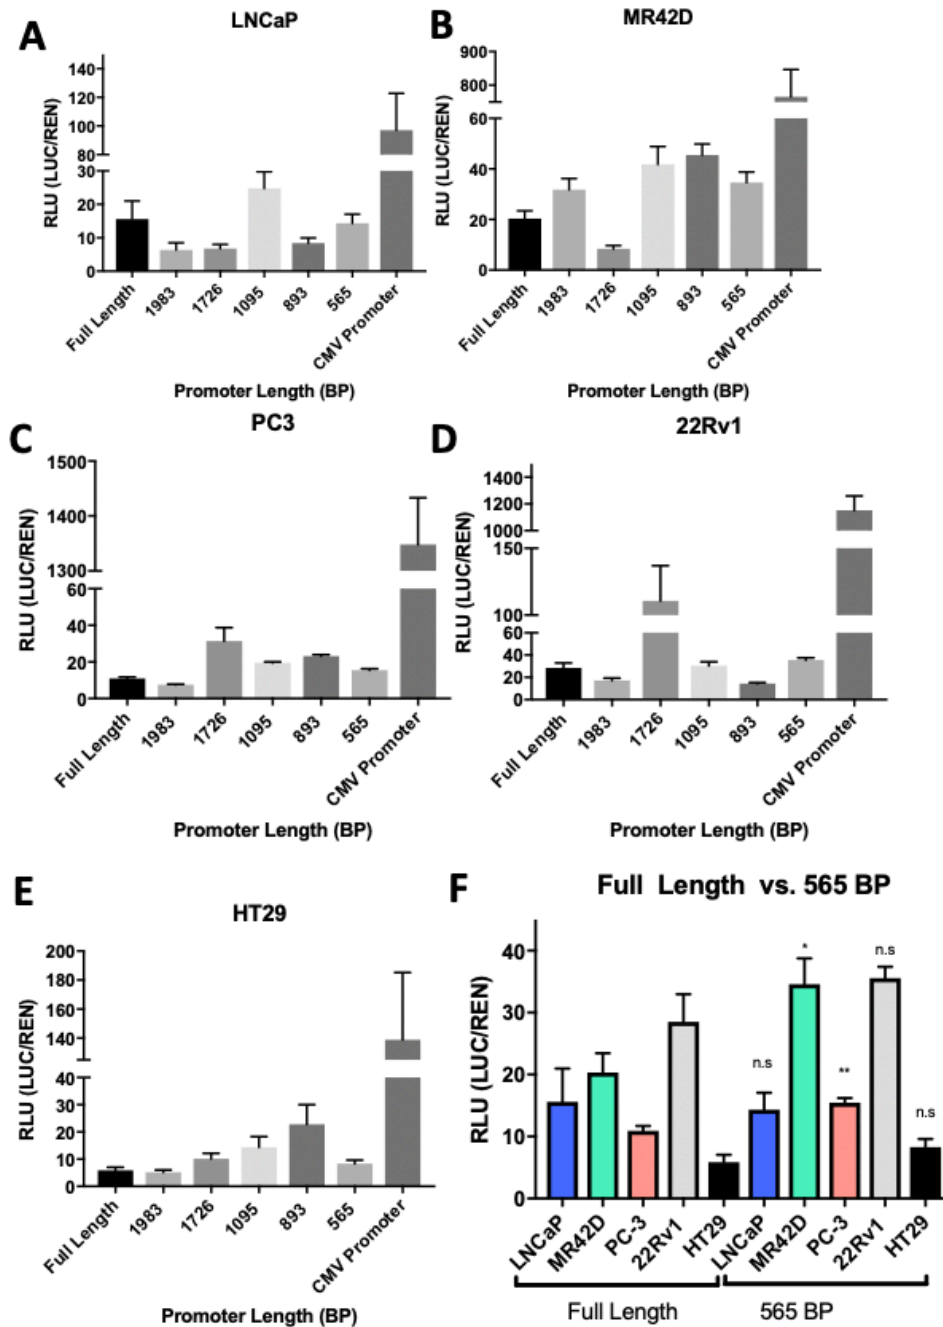 A
LNCaP
RLU (LUC/REN)
140
120
100
80
30
20
10
0
Full Length
1983
1726
1095
893
565
CMV Promoter
Promoter Length (BP)
B
MR42D
RLU (LUC/REN)
900
800
60
40
20
0
Full Length
1983
1726
1095
893
565
CMV Promoter
Promoter Length (BP)
C
PC3
RLU (LUC/REN)
1500
1400
1300
60
40
20
0
Full Length
1983
1726
1095
893
565
CMV Promoter
Promoter Length (BP)
D
22Rv1
RLU (LUC/REN)
1400
1200
1000
150
100
60
40
20
0
Full Length
1983
1726
1095
893
565
CMV Promoter
Promoter Length (BP)
E
HT29
RLU (LUC/REN)
200
180
160
140
40
30
20
10
0
Full Length
1983
1726
1095
893
565
CMV Promoter
Promoter Length (BP)
F
Full Length vs. 565 BP
RLU (LUC/REN)
40
30
20
10
0
n.s
*
**
n.s
n.s
LNCaP
MR42D
PC-3
22Rv1
HT29
LNCaP
MR42D
PC-3
22Rv1
HT29
Full Length
565 BP